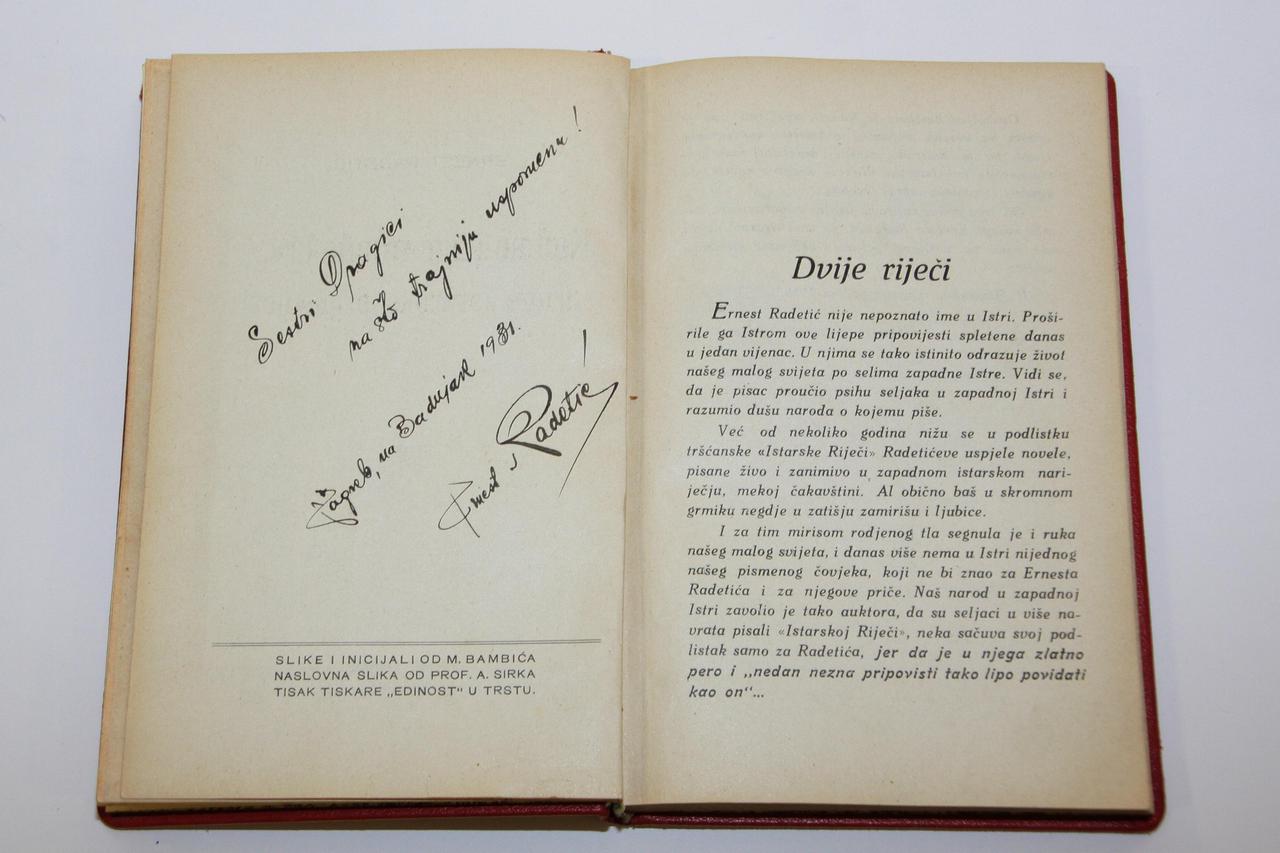 Sestri Dragici
na što trajniju uspomenu!
Zagreb, na Badnjak 1931.
Ernest Radetić!
SLIKE I INICIJALI OD M. BAMBIĆA
NASLOVNA SLIKA OD PROF. A. SIRKA
TISAK TISKARE „EDINOST“ U TRSTU.
Dvije riječi
Ernest Radetić nije nepoznato ime u Istri. Proši-
rile ga Istrom ove lijepe pripovijesti spletene danas
u jedan vijenac. U njima se tako istinito odrazuje život
našeg malog svijeta po selima zapadne Istre. Vidi se,
da je pisac proučio psihu seljaka u zapadnoj Istri i
razumio dušu naroda o kojemu piše.
Već od nekoliko godina nižu se u podlistku
tršćanske «Istarske Riječi» Radetićeve uspjele novele,
pisane živo i zanimivo u zapadnom istarskom nari-
ječju, mekoj čakavštini. Al obično baš u skromnom
grmiku negdje u zatišju zamirišu i ljubice.
I za tim mirisom rodjenog tla segnula je i ruka
našeg malog svijeta, i danas više nema u Istri nijednog
našeg pismenog čovjeka, koji ne bi znao za Ernesta
Radetića i za njegove priče. Naš narod u zapadnoj
Istri zavolio je tako auktora, da su seljaci u više na-
vrata pisali «Istarskoj Riječi», neka sačuva svoj pod-
listak samo za Radetića, jer da je u njega zlatno
pero i „nedan nezna pripovisti tako lipo povidati
kao on“...